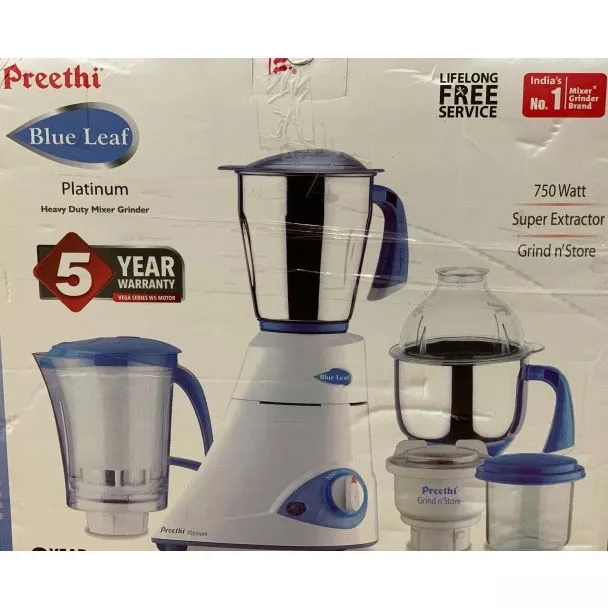 Preethi
Blue Leaf
Platinum
Heavy Duty Mixer Grinder
5 YEAR
WARRANTY
VEGA SERIES W5 MOTOR
LIFELONG
FREE
SERVICE
India's
No. 1
Mixer*
Grinder
Brand
750 Watt
Super Extractor
Grind n'Store
Blue Leaf
Preethi Platinum
Preethi
Grind n'Store
YEAR